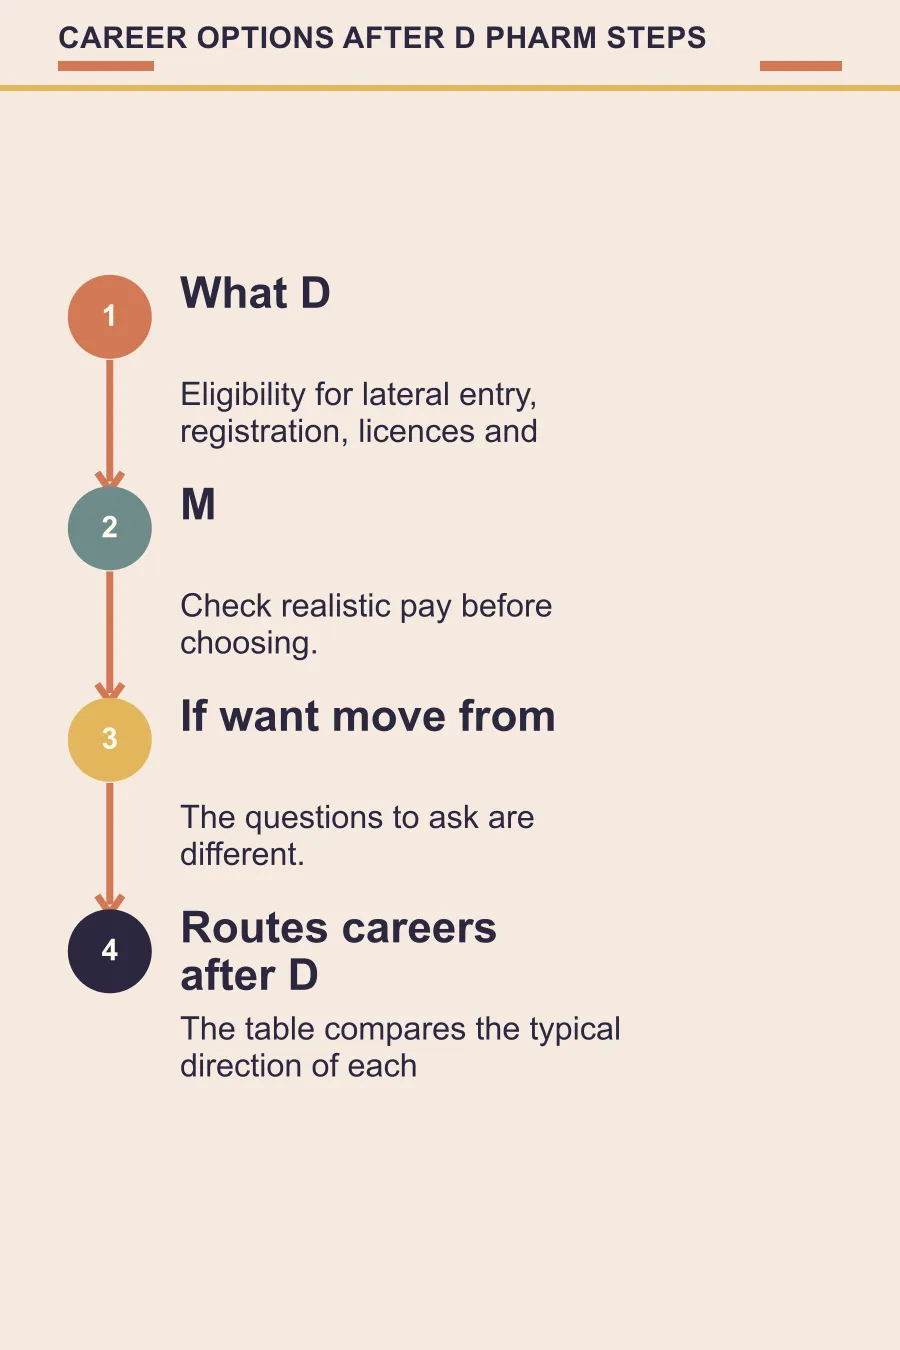 CAREER OPTIONS AFTER D PHARM STEPS
1
What D
Eligibility for lateral entry,
registration, licences and
2
M
Check realistic pay before
choosing.
3
If want move from
The questions to ask are
different.
4
Routes careers
after D
The table compares the typical
direction of each